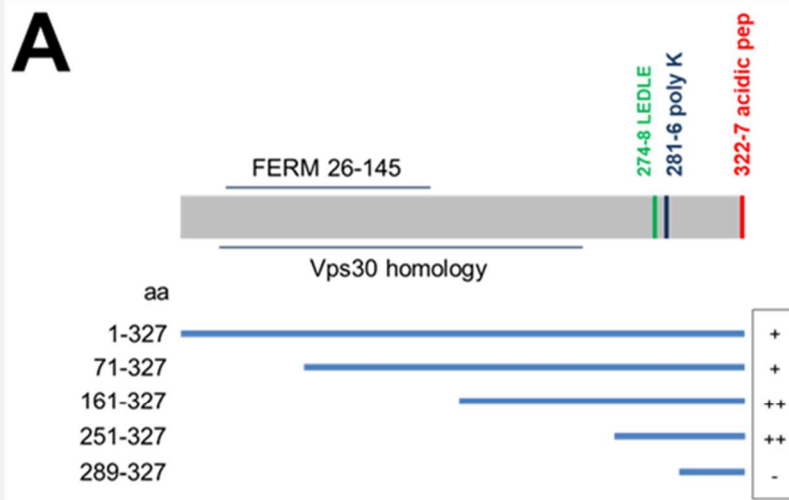 A
274-8 LEDLE
281-6 poly K
322-7 acidic pep
FERM 26-145
Vps30 homology
aa
1-327 +
71-327 +
161-327 ++
251-327 ++
289-327 -